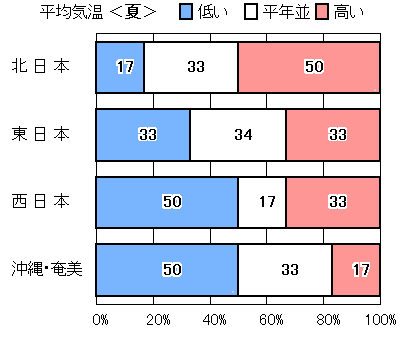 平均気温 <夏> 低い 平年並 高い
北日本 17 33 50
東日本 33 34 33
西日本 50 17 33
沖縄・奄美 50 33 17
0% 20% 40% 60% 80% 100%